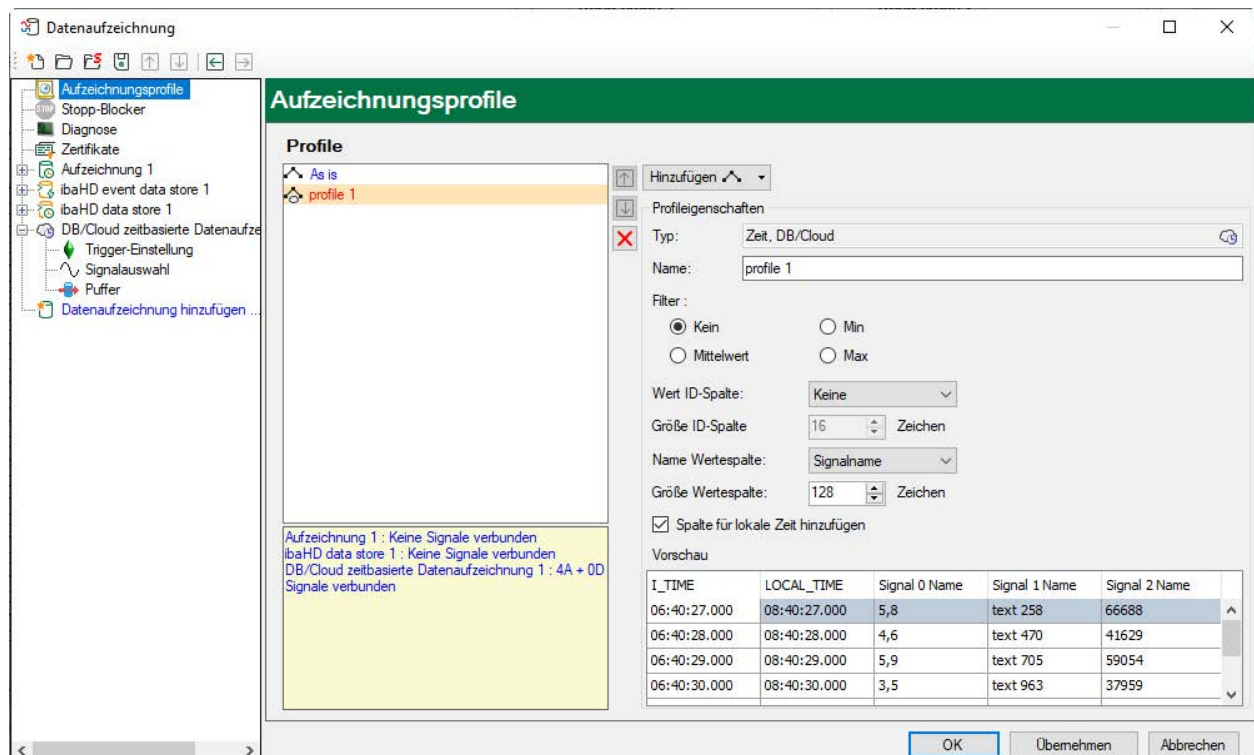 Datenaufzeichnung
Aufzeichnungsprofile
STOP Stopp-Blocker
Diagnose
Zertifikate
Aufzeichnung 1
ibaHD event data store 1
ibaHD data store 1
DB/Cloud zeitbasierte Datenaufze
Trigger-Einstellung
Signalauswahl
Puffer
Datenaufzeichnung hinzufügen ...
Aufzeichnungsprofile
Profile
As is
profile 1
Aufzeichnung 1 : Keine Signale verbunden
ibaHD data store 1 : Keine Signale verbunden
DB/Cloud zeitbasierte Datenaufzeichnung 1 : 4A + 0D
Signale verbunden
Hinzufügen
Profileigenschaften
Typ: Zeit, DB/Cloud
Name: profile 1
Filter :
Kein Min
Mittelwert Max
Wert ID-Spalte: Keine
Größe ID-Spalte 16 Zeichen
Name Wertespalte: Signalname
Größe Wertespalte: 128 Zeichen
Spalte für lokale Zeit hinzufügen
Vorschau
I_TIME LOCAL_TIME Signal 0 Name Signal 1 Name Signal 2 Name
06:40:27.000 08:40:27.000 5,8 text 258 66688
06:40:28.000 08:40:28.000 4,6 text 470 41629
06:40:29.000 08:40:29.000 5,9 text 705 59054
06:40:30.000 08:40:30.000 3,5 text 963 37959
OK Übernehmen Abbrechen